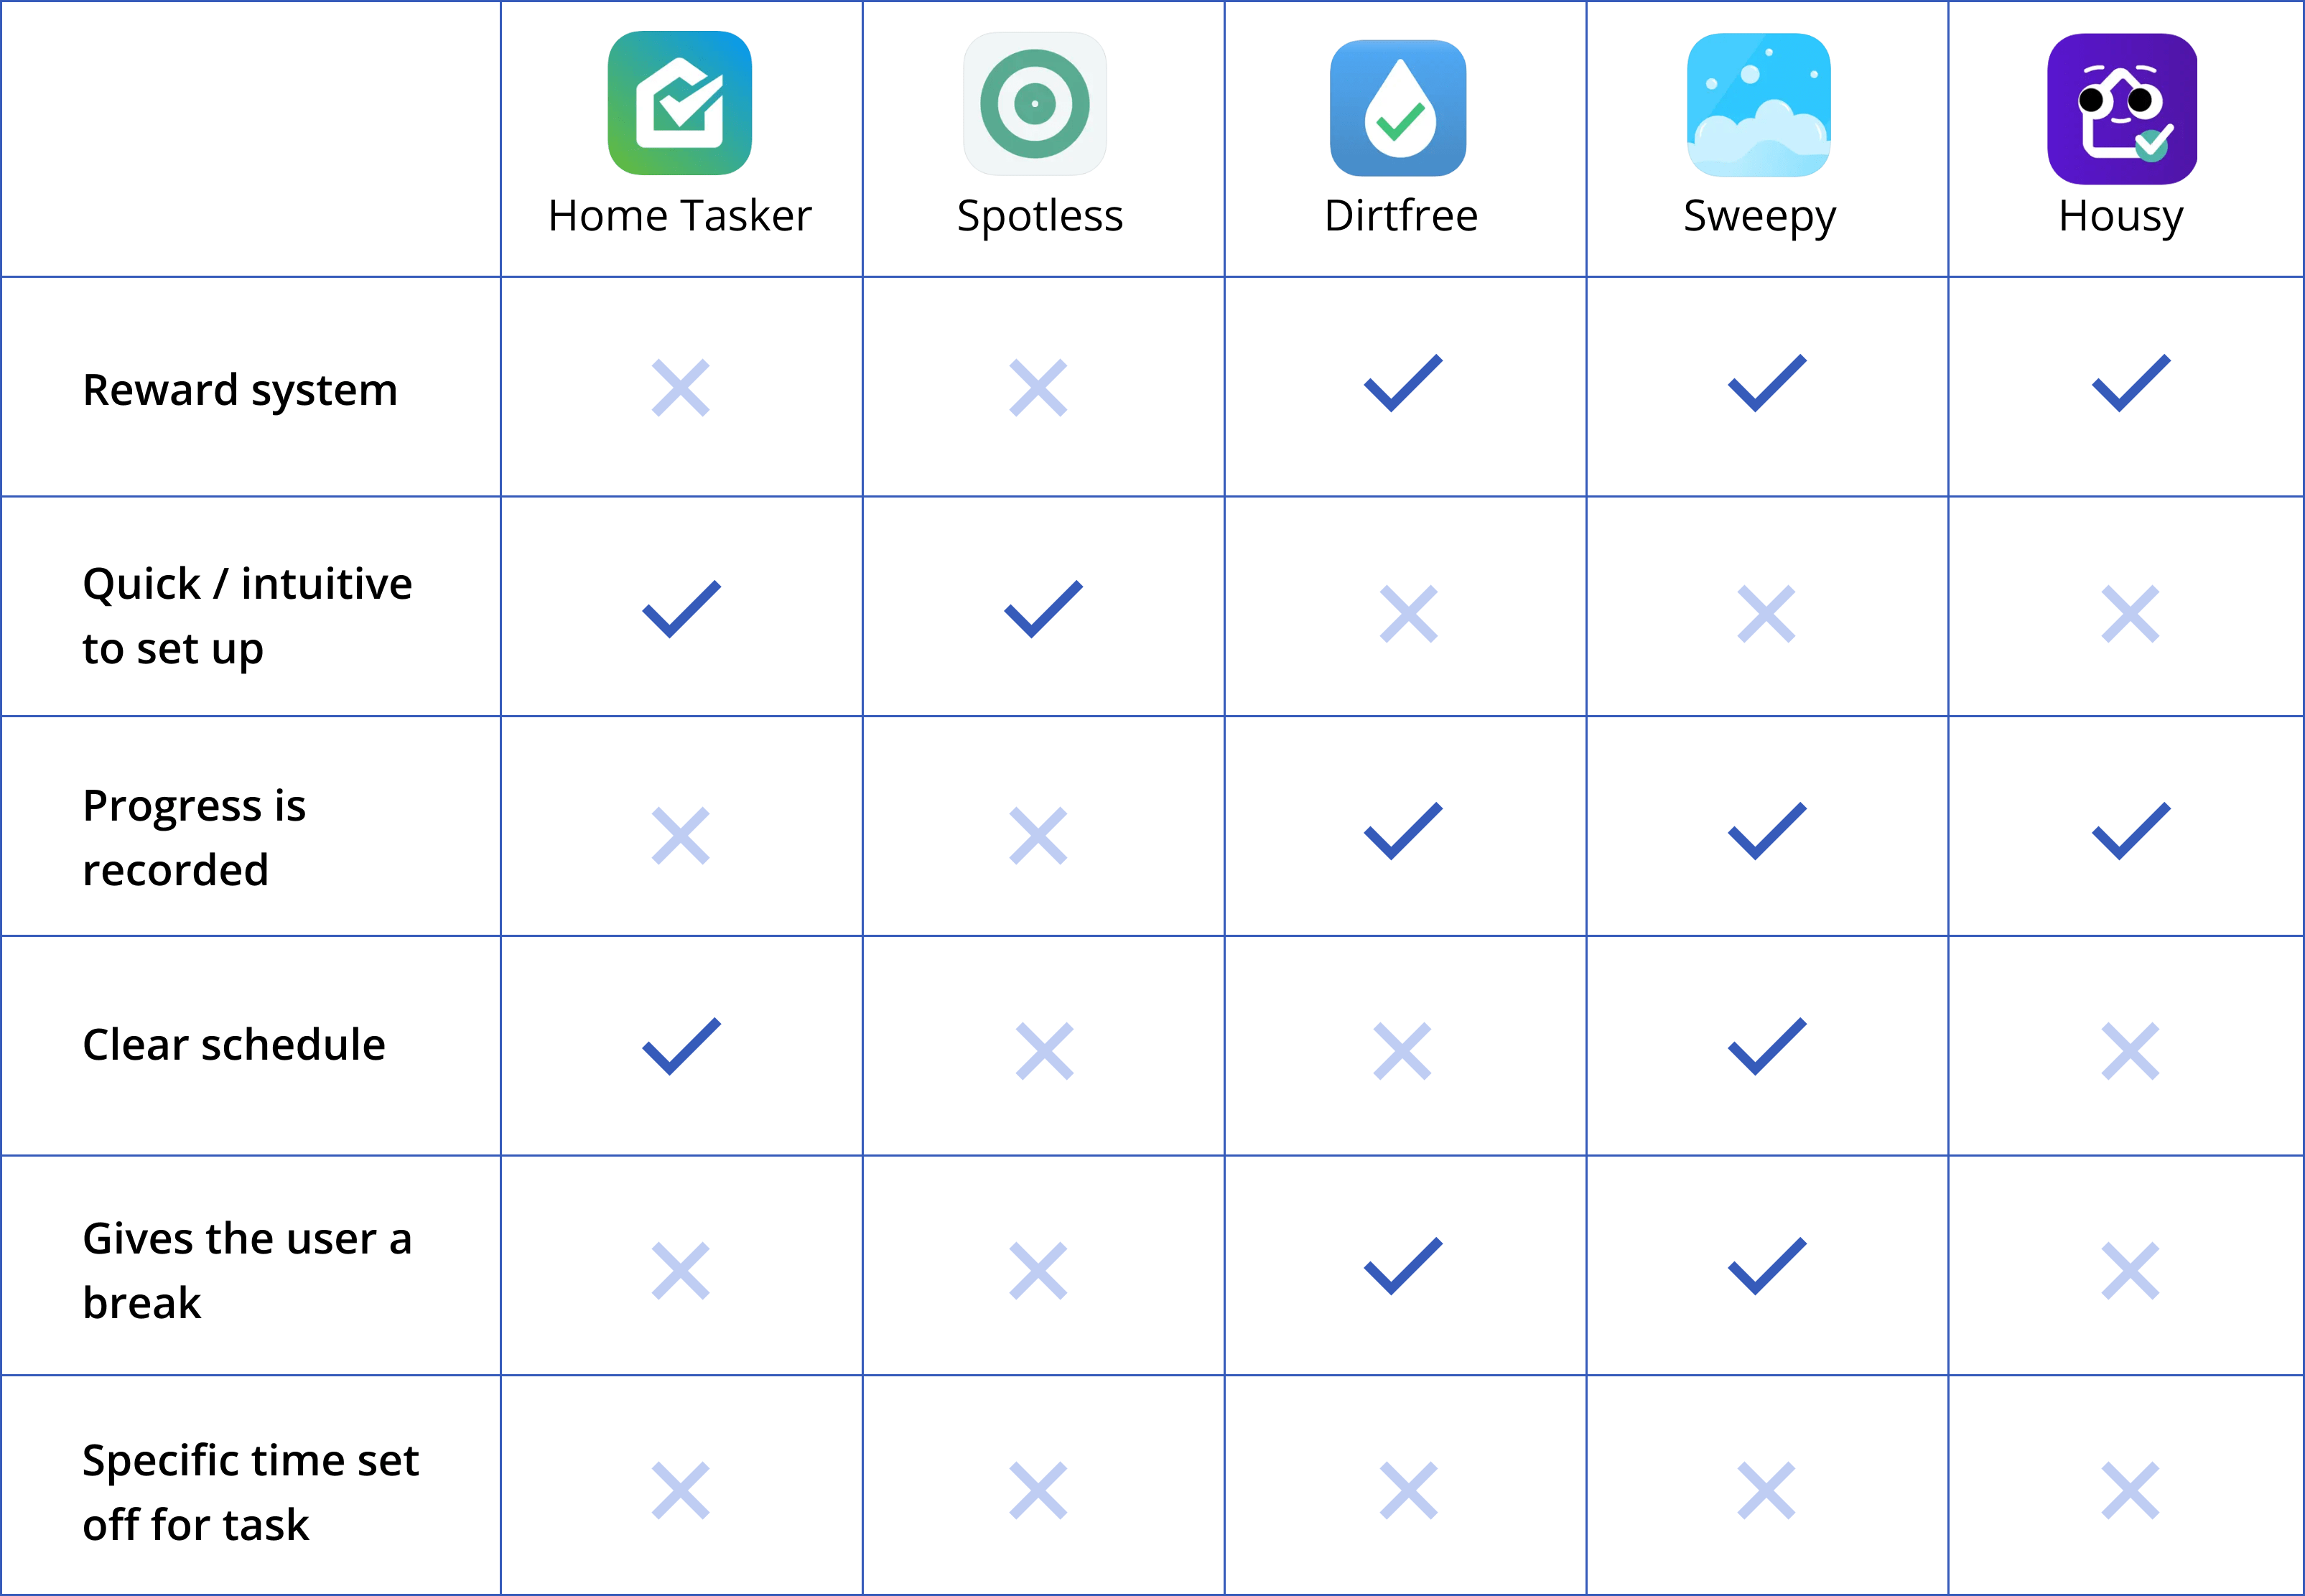 Home Tasker
Spotless
Dirtfree
Sweepy
Housy
Reward system
Quick / intuitive
to set up
Progress is
recorded
Clear schedule
Gives the user a
break
Specific time set
off for task